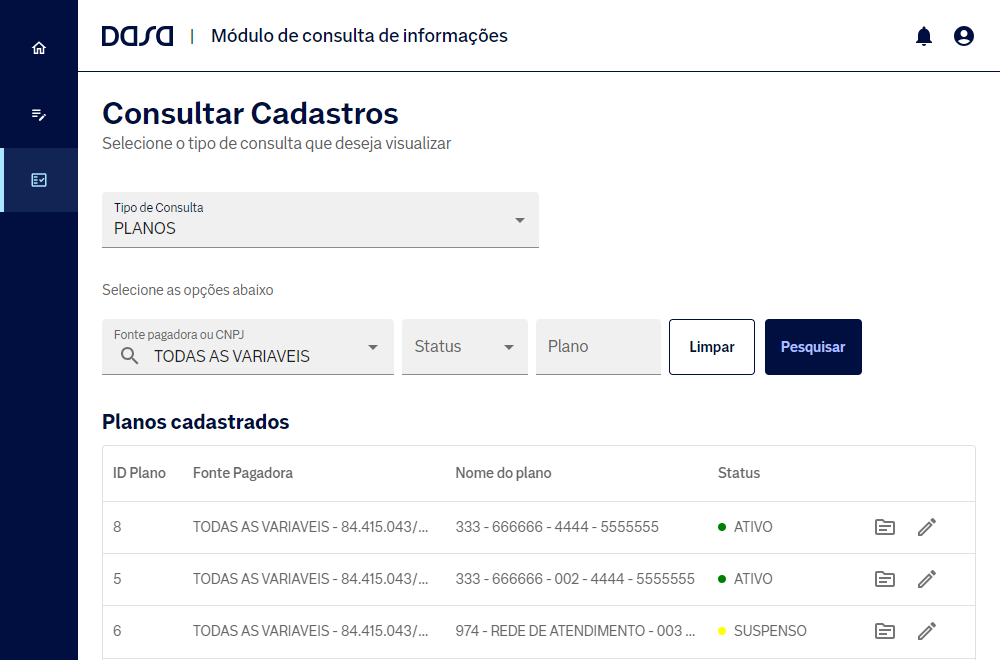 DASA | Módulo de consulta de informações
Consultar Cadastros
Selecione o tipo de consulta que deseja visualizar
Tipo de Consulta
PLANOS
Selecione as opções abaixo
Fonte pagadora ou CNPJ
TODAS AS VARIAVEIS
Status
Plano
Limpar
Pesquisar
Planos cadastrados
ID Plano Fonte Pagadora Nome do plano Status
8 TODAS AS VARIAVEIS - 84.415.043/... 333 - 666666 - 4444 - 5555555 ATIVO
5 TODAS AS VARIAVEIS - 84.415.043/... 333 - 666666 - 002 - 4444 - 5555555 ATIVO
6 TODAS AS VARIAVEIS - 84.415.043/... 974 - REDE DE ATENDIMENTO - 003 ... SUSPENSO